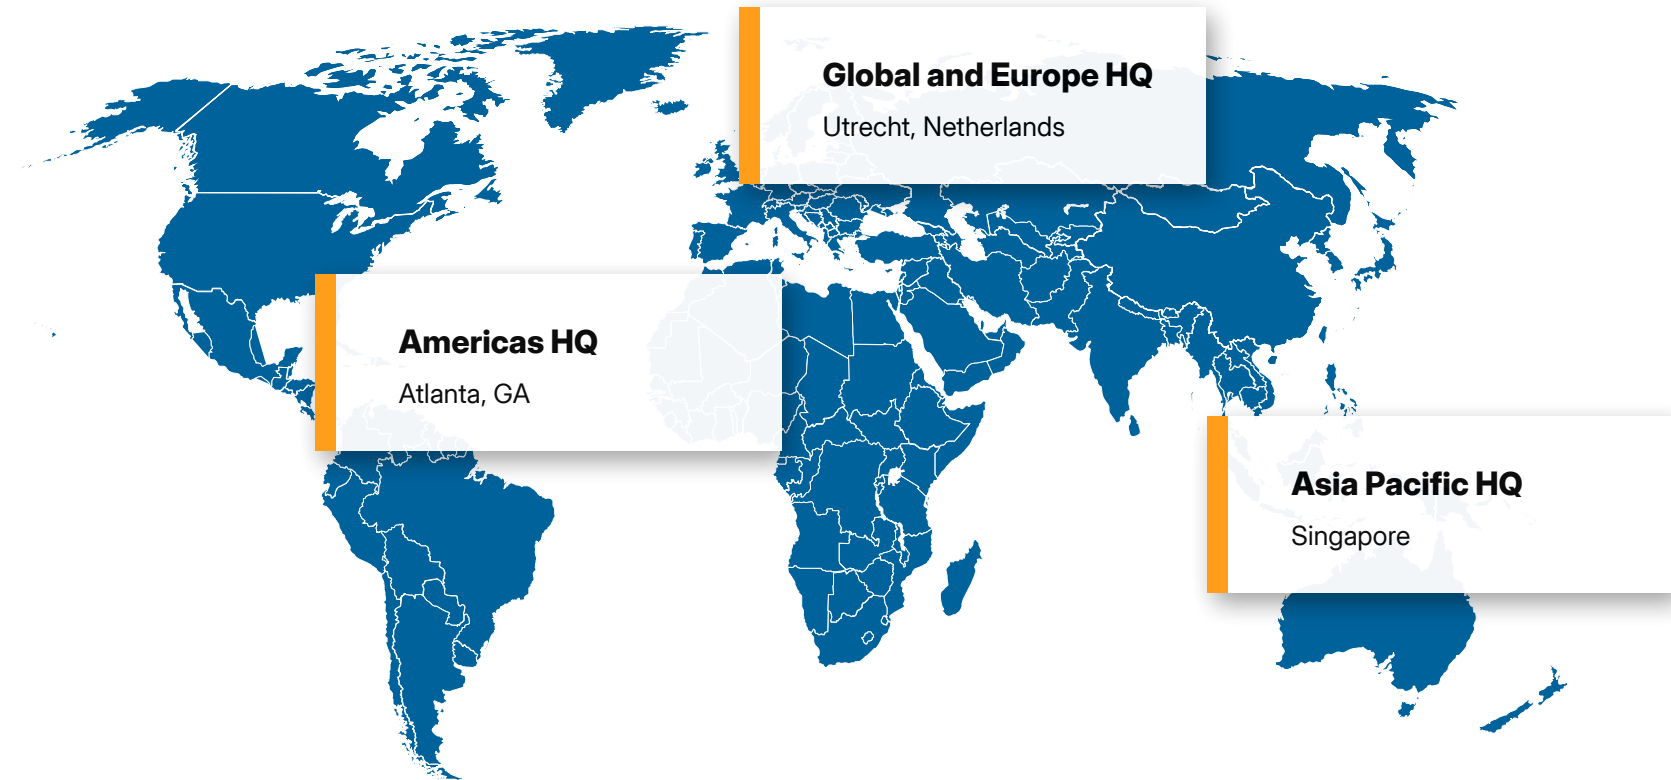 Global and Europe HQ
Utrecht, Netherlands
Americas HQ
Atlanta, GA
Asia Pacific HQ
Singapore